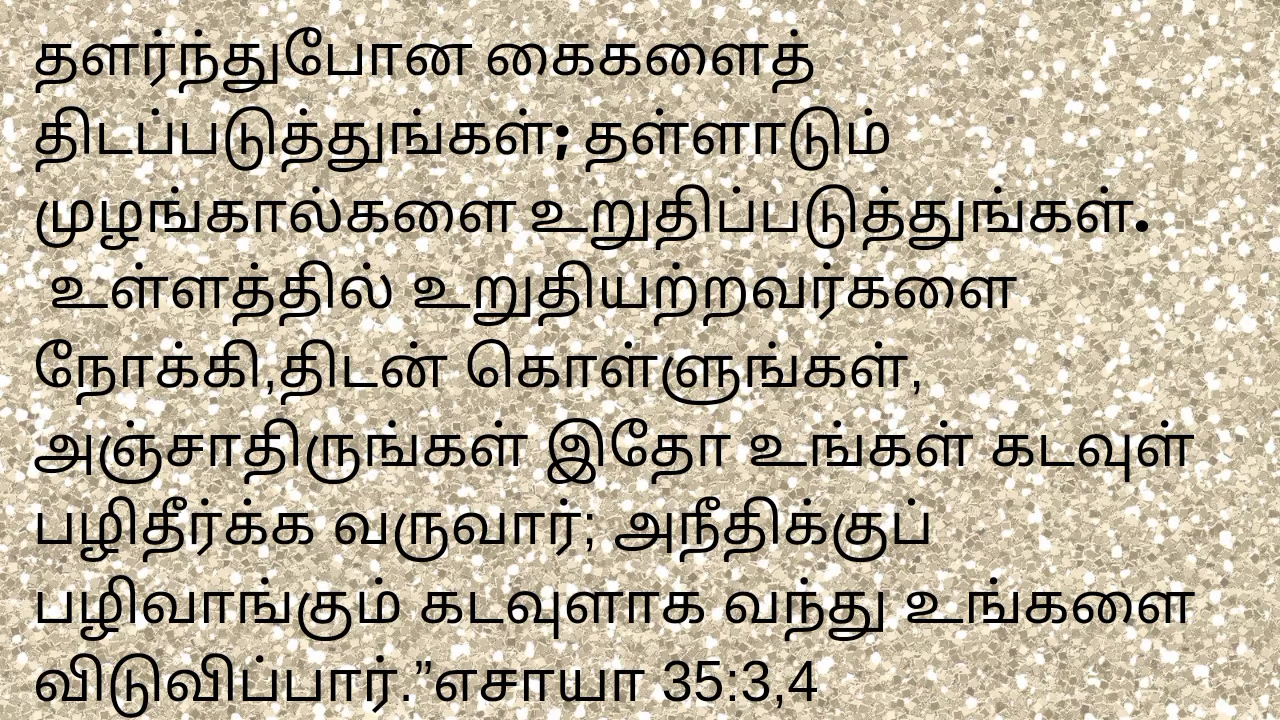 தளர்ந்துபோன கைகளைத்
திடப்படுத்துங்கள்; தள்ளாடும்
முழங்கால்களை உறுதிப்படுத்துங்கள்.
உள்ளத்தில் உறுதியற்றவர்களை
நோக்கி,திடன் கொள்ளுங்கள்,
அஞ்சாதிருங்கள் இதோ உங்கள் கடவுள்
பழிதீர்க்க வருவார்; அநீதிக்குப்
பழிவாங்கும் கடவுளாக வந்து உங்களை
விடுவிப்பார்.”எசாயா 35:3,4